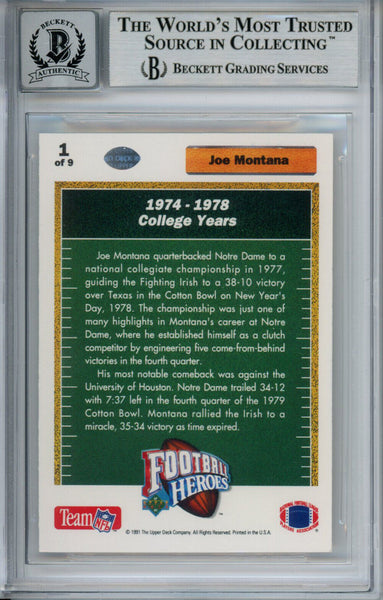 BECKETT
B
AUTHENTIC
THE WORLD'S MOST TRUSTED
SOURCE IN COLLECTING™
(B) BECKETT GRADING SERVICES
1
of 9
Joe Montana
1974 - 1978
College Years
Joe Montana quarterbacked Notre Dame to a
national collegiate championship in 1977,
guiding the Fighting Irish to a 38-10 victory
over Texas in the Cotton Bowl on New Year's
Day, 1978. The championship was just one of
many highlights in Montana's career at Notre
Dame, where he established himself as a clutch
competitor by engineering five come-from-behind
victories in the fourth quarter.
His most notable comeback was against the
University of Houston. Notre Dame trailed 34-12
with 7:37 left in the fourth quarter of the 1979
Cotton Bowl. Montana rallied the Irish to a
miracle, 35-34 victory as time expired.
FOOTBALL
HEROES™
Team NFL™
© 1991 The Upper Deck Company. All Rights Reserved. Printed in the U.S.A.